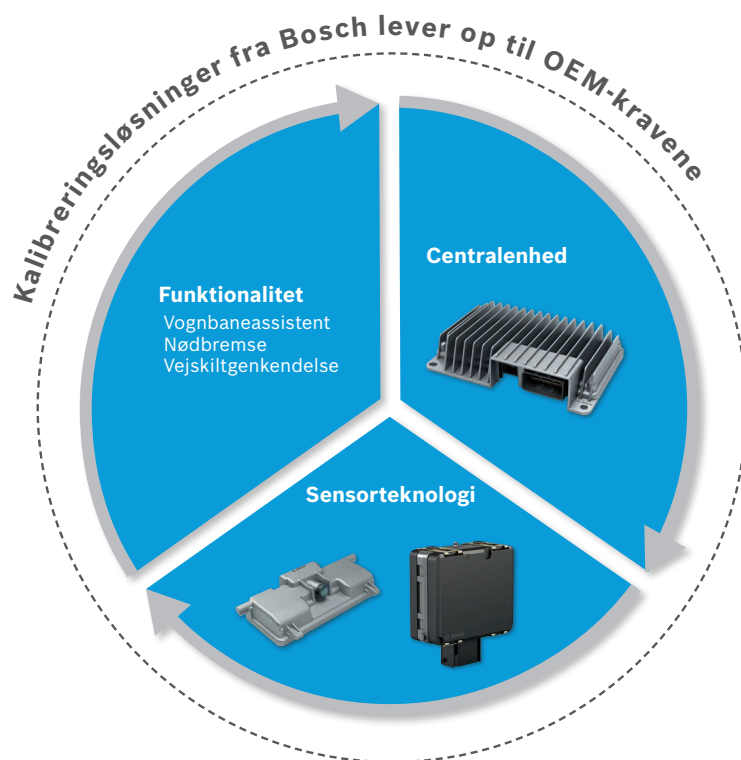 Kalibreringsløsninger fra Bosch lever op til OEM-kravene
Centralenhed
Funktionalitet
Vognbaneassistent
Nødbremse
Vejskiltgenkendelse
Sensorteknologi